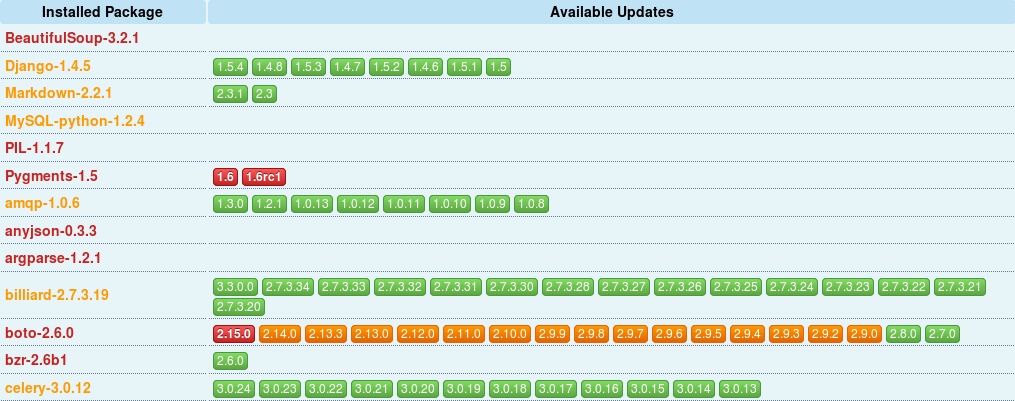 Installed Package Available Updates
BeautifulSoup-3.2.1
Django-1.4.5 1.5.4 1.4.8 1.5.3 1.4.7 1.5.2 1.4.6 1.5.1 1.5
Markdown-2.2.1 2.3.1 2.3
MySQL-python-1.2.4
PIL-1.1.7
Pygments-1.5 1.6 1.6rc1
amqp-1.0.6 1.3.0 1.2.1 1.0.13 1.0.12 1.0.11 1.0.10 1.0.9 1.0.8
anyjson-0.3.3
argparse-1.2.1
billiard-2.7.3.19 3.3.0.0 2.7.3.34 2.7.3.33 2.7.3.32 2.7.3.31 2.7.3.30 2.7.3.28 2.7.3.27 2.7.3.26 2.7.3.25 2.7.3.24 2.7.3.23 2.7.3.22 2.7.3.21
2.7.3.20
boto-2.6.0 2.15.0 2.14.0 2.13.3 2.13.0 2.12.0 2.11.0 2.10.0 2.9.9 2.9.8 2.9.7 2.9.6 2.9.5 2.9.4 2.9.3 2.9.2 2.9.0 2.8.0 2.7.0
bzr-2.6b1 2.6.0
celery-3.0.12 3.0.24 3.0.23 3.0.22 3.0.21 3.0.20 3.0.19 3.0.18 3.0.17 3.0.16 3.0.15 3.0.14 3.0.13